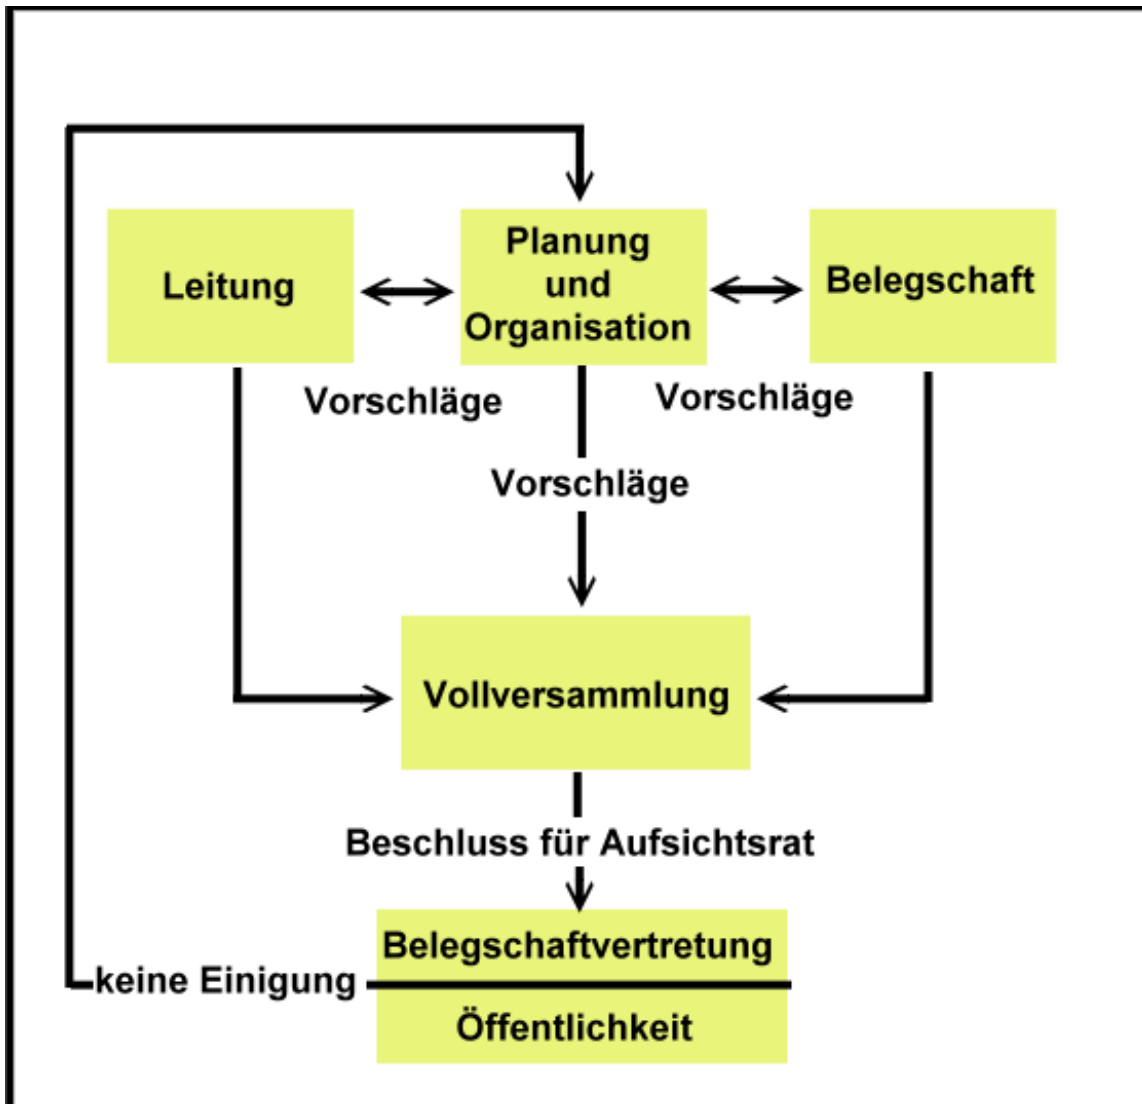 Leitung
Planung
und
Organisation
Belegschaft
Vorschläge
Vorschläge
Vorschläge
Vollversammlung
Beschluss für Aufsichtsrat
Belegschaftvertretung
keine Einigung
Öffentlichkeit